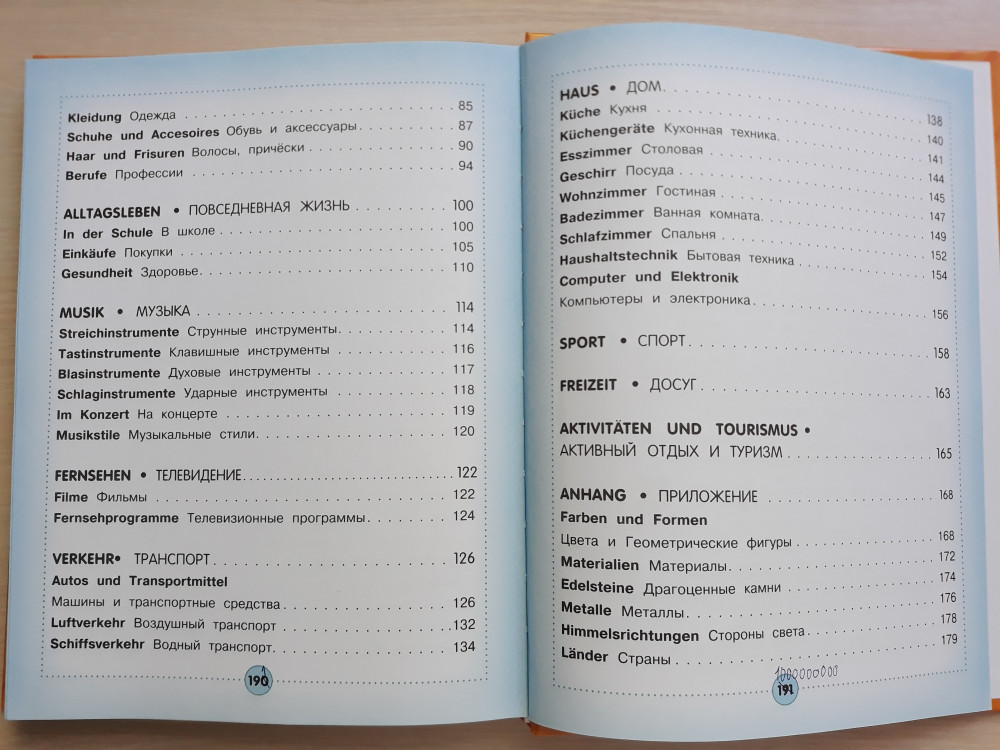 Kleidung Одежда . . . . . . . . . . . . . . . . . . . . . . . 85
Schuhe und Accesoires Обувь и аксессуары. . . . . . . . . 87
Haar und Frisuren Волосы, причёски . . . . . . . . . . . . . 90
Berufe Профессии . . . . . . . . . . . . . . . . . . . . . . . 94
ALLTAGSLEBEN • ПОВСЕДНЕВНАЯ ЖИЗНЬ . . . . . . . . . . 100
In der Schule В школе . . . . . . . . . . . . . . . . . . . . 100
Einkäufe Покупки . . . . . . . . . . . . . . . . . . . . . . . 105
Gesundheit Здоровье. . . . . . . . . . . . . . . . . . . . . . 110
MUSIK • МУЗЫКА . . . . . . . . . . . . . . . . . . . . . . . 114
Streichinstrumente Струнные инструменты. . . . . . . . . . 114
Tastinstrumente Клавишные инструменты . . . . . . . . . . 116
Blasinstrumente Духовые инструменты . . . . . . . . . . . 117
Schlaginstrumente Ударные инструменты . . . . . . . . . . 118
Im Konzert На концерте . . . . . . . . . . . . . . . . . . . 119
Musikstile Музыкальные стили. . . . . . . . . . . . . . . . . 120
FERNSEHEN • ТЕЛЕВИДЕНИЕ. . . . . . . . . . . . . . . . . . . 122
Filme Фильмы . . . . . . . . . . . . . . . . . . . . . . . . . 122
Fernsehprogramme Телевизионные программы. . . . . . . . 124
VERKEHR• ТРАНСПОРТ . . . . . . . . . . . . . . . . . . . . . 126
Autos und Transportmittel
Машины и транспортные средства. . . . . . . . . . . . . . . 126
Luftverkehr Воздушный транспорт . . . . . . . . . . . . . . 132
Schiffsverkehr Водный транспорт. . . . . . . . . . . . . . . 134
190
HAUS • ДОМ. . . . . . . . . . . . . . . . . . . . . . . . . . 138
Küche Кухня . . . . . . . . . . . . . . . . . . . . . . . . . 140
Küchengeräte Кухонная техника. . . . . . . . . . . . . . . . 141
Esszimmer Столовая . . . . . . . . . . . . . . . . . . . . . 144
Geschirr Посуда . . . . . . . . . . . . . . . . . . . . . . . 145
Wohnzimmer Гостиная . . . . . . . . . . . . . . . . . . . . . 147
Badezimmer Ванная комната. . . . . . . . . . . . . . . . . . 149
Schlafzimmer Спальня . . . . . . . . . . . . . . . . . . . . 152
Haushaltstechnik Бытовая техника . . . . . . . . . . . . . . 154
Computer und Elektronik
Компьютеры и электроника. . . . . . . . . . . . . . . . . . 156
SPORT • СПОРТ. . . . . . . . . . . . . . . . . . . . . . . . 158
FREIZEIT • ДОСУГ . . . . . . . . . . . . . . . . . . . . . . 163
AKTIVITÄTEN UND TOURISMUS •
АКТИВНЫЙ ОТДЫХ И ТУРИЗМ . . . . . . . . . . . . . . . . 165
ANHANG • ПРИЛОЖЕНИЕ . . . . . . . . . . . . . . . . . . . 168
Farben und Formen
Цвета и Геометрические фигуры . . . . . . . . . . . . . . . 168
Materialien Материалы. . . . . . . . . . . . . . . . . . . . . 172
Edelsteine Драгоценные камни . . . . . . . . . . . . . . . . 174
Metalle Металлы . . . . . . . . . . . . . . . . . . . . . . . 176
Himmelsrichtungen Стороны света. . . . . . . . . . . . . . . 178
Länder Страны . . . . . . . . . . . . . . . . . . . . . . . . 179
1000000000
191